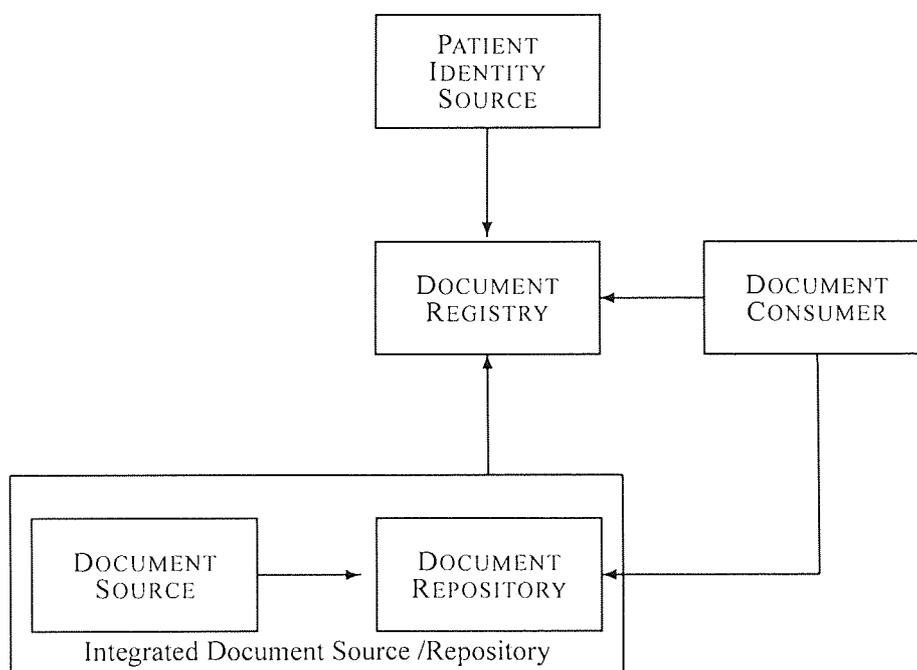 PATIENT
IDENTITY
SOURCE
DOCUMENT
REGISTRY
DOCUMENT
CONSUMER
DOCUMENT
SOURCE
DOCUMENT
REPOSITORY
Integrated Document Source /Repository